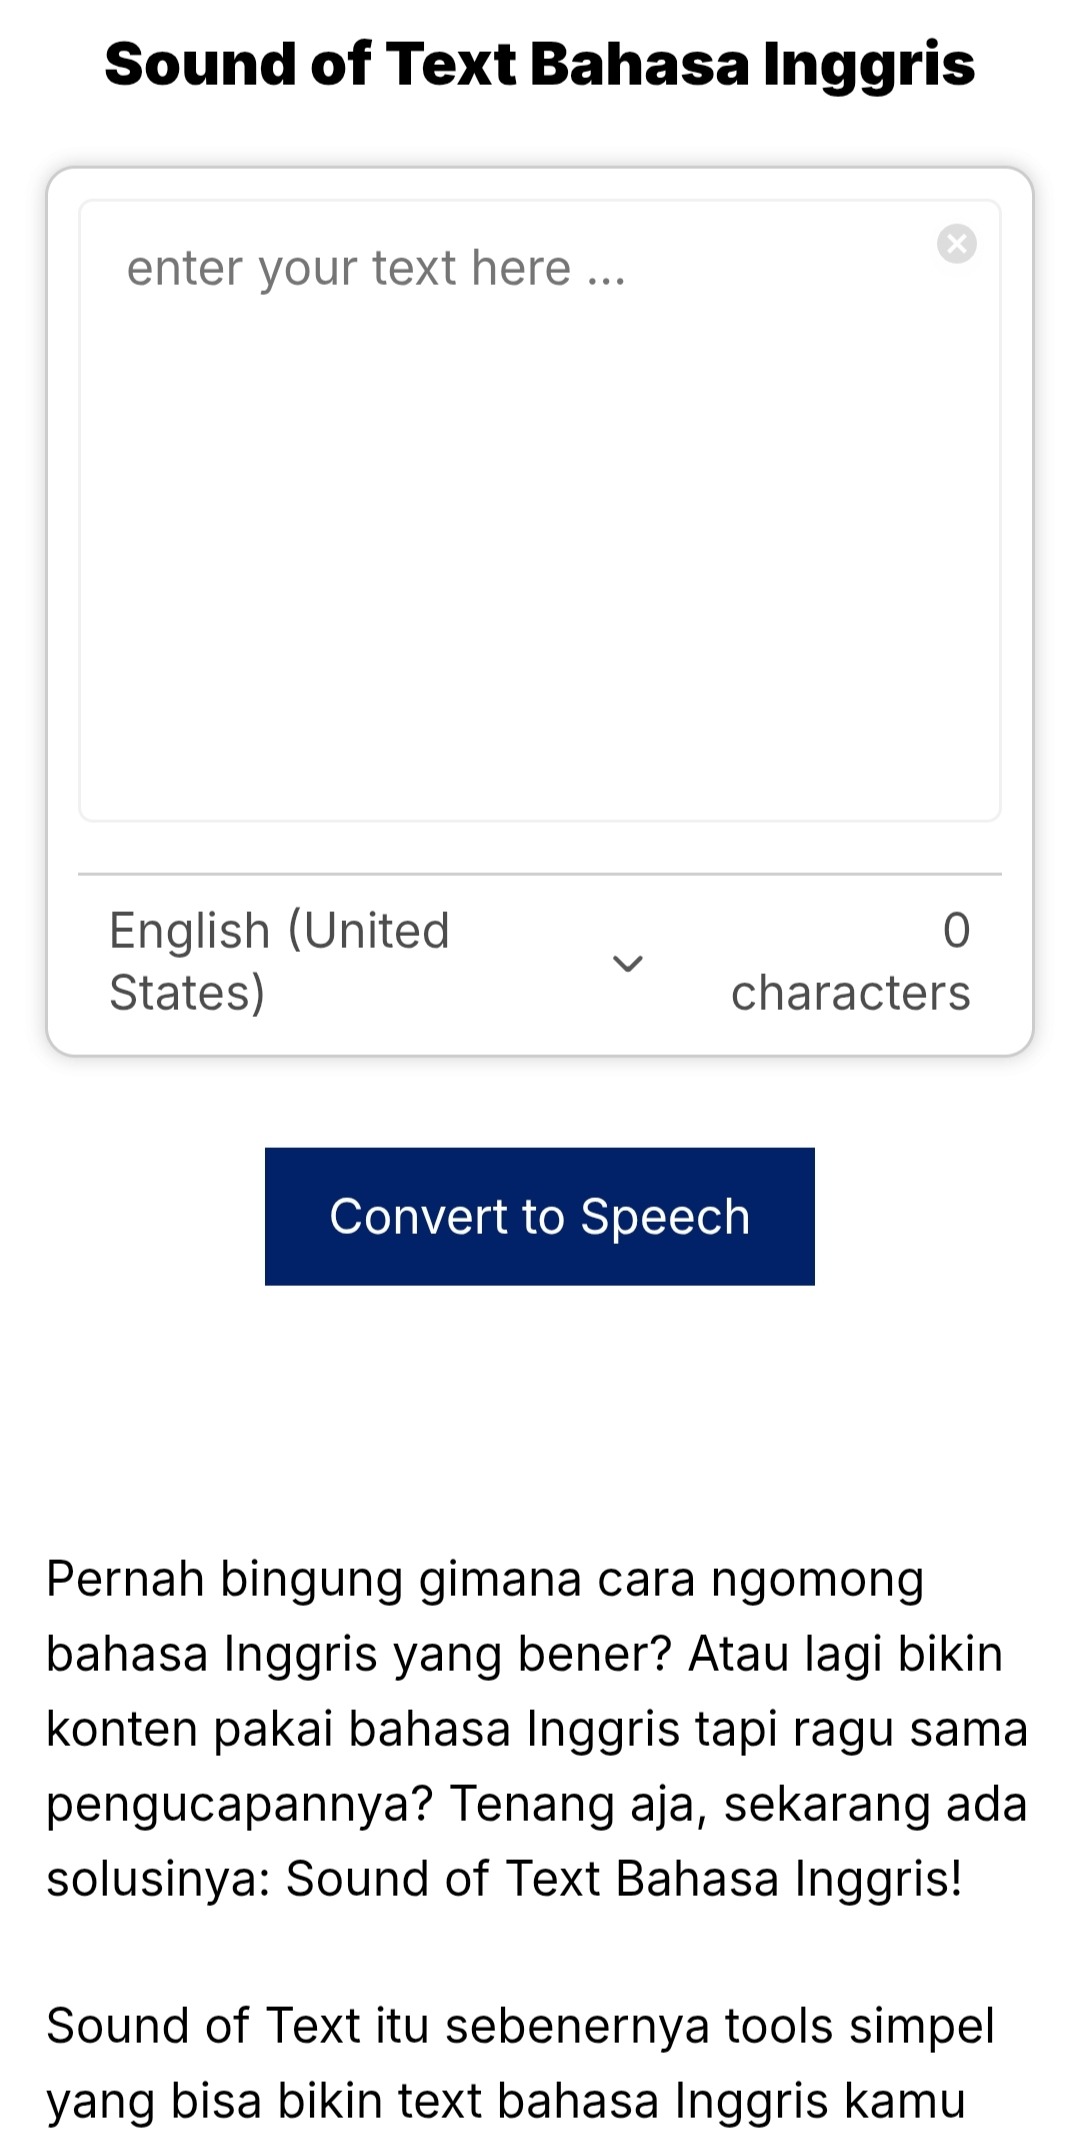 Sound of Text Bahasa Inggris
enter your text here ...
English (United
States)
0
characters
Convert to Speech
Pernah bingung gimana cara ngomong
bahasa Inggris yang bener? Atau lagi bikin
konten pakai bahasa Inggris tapi ragu sama
pengucapannya? Tenang aja, sekarang ada
solusinya: Sound of Text Bahasa Inggris!
Sound of Text itu sebenernya tools simpel
yang bisa bikin text bahasa Inggris kamu